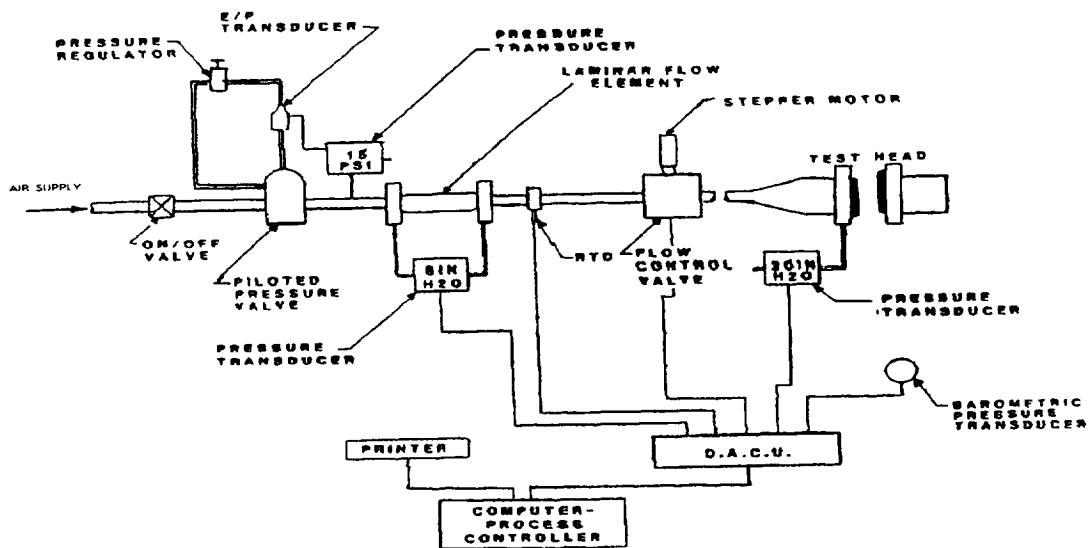 E/P
TRANSDUCER
PRESSURE
REGULATOR
PRESSURE
TRANSDUCER
LAMINAR FLOW
ELEMENT
STEPPER MOTOR
15
PSI
TEST HEAD
AIR SUPPLY
ON/OFF
VALVE
PILOTED
PRESSURE
VALVE
8IN
H2O
RTD
FLOW
CONTROL
VALVE
30IN
H2O
PRESSURE
TRANSDUCER
PRESSURE
TRANSDUCER
BAROMETRIC
PRESSURE
TRANSDUCER
PRINTER
D.A.C.U.
COMPUTER-
PROCESS
CONTROLLER